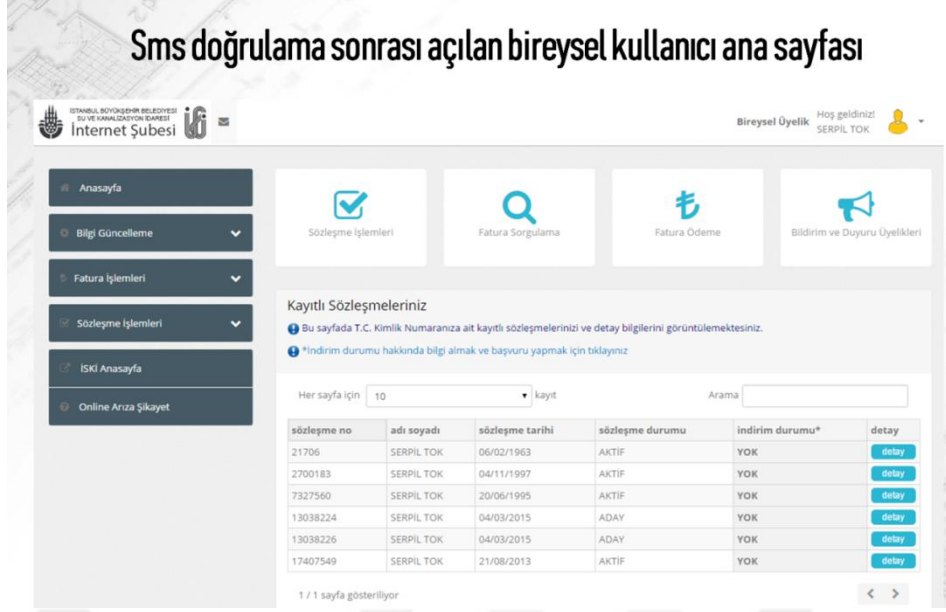 Sms doğrulama sonrası açılan bireysel kullanıcı ana sayfası
İSTANBUL BÜYÜKŞEHİR BELEDİYESİ
SU VE KANALİZASYON İDARESİ
İnternet Şubesi
Bireysel Üyelik
Hoş geldiniz!
SERPİL TOK
Anasayfa
Bilgi Güncelleme
Fatura İşlemleri
Sözleşme İşlemleri
İSKİ Anasayfa
Online Arıza Şikayet
Sözleşme İşlemleri
Fatura Sorgulama
Fatura Ödeme
Bildirim ve Duyuru Üyelikleri
Kayıtlı Sözleşmeleriniz
Bu sayfada T.C. Kimlik Numaranıza ait kayıtlı sözleşmelerinizi ve detay bilgilerini görüntülemektesiniz.
*İndirim durumu hakkında bilgi almak ve başvuru yapmak için tıklayınız
Her sayfa için 10 kayıt Arama
sözleşme no adı soyadı sözleşme tarihi sözleşme durumu indirim durumu* detay
21706 SERPİL TOK 06/02/1963 AKTİF YOK detay
2700183 SERPİL TOK 04/11/1997 AKTİF YOK detay
7327560 SERPİL TOK 20/06/1995 AKTİF YOK detay
13038224 SERPİL TOK 04/03/2015 ADAY YOK detay
13038226 SERPİL TOK 04/03/2015 ADAY YOK detay
17407549 SERPİL TOK 21/08/2013 AKTİF YOK detay
1 / 1 sayfa gösteriliyor